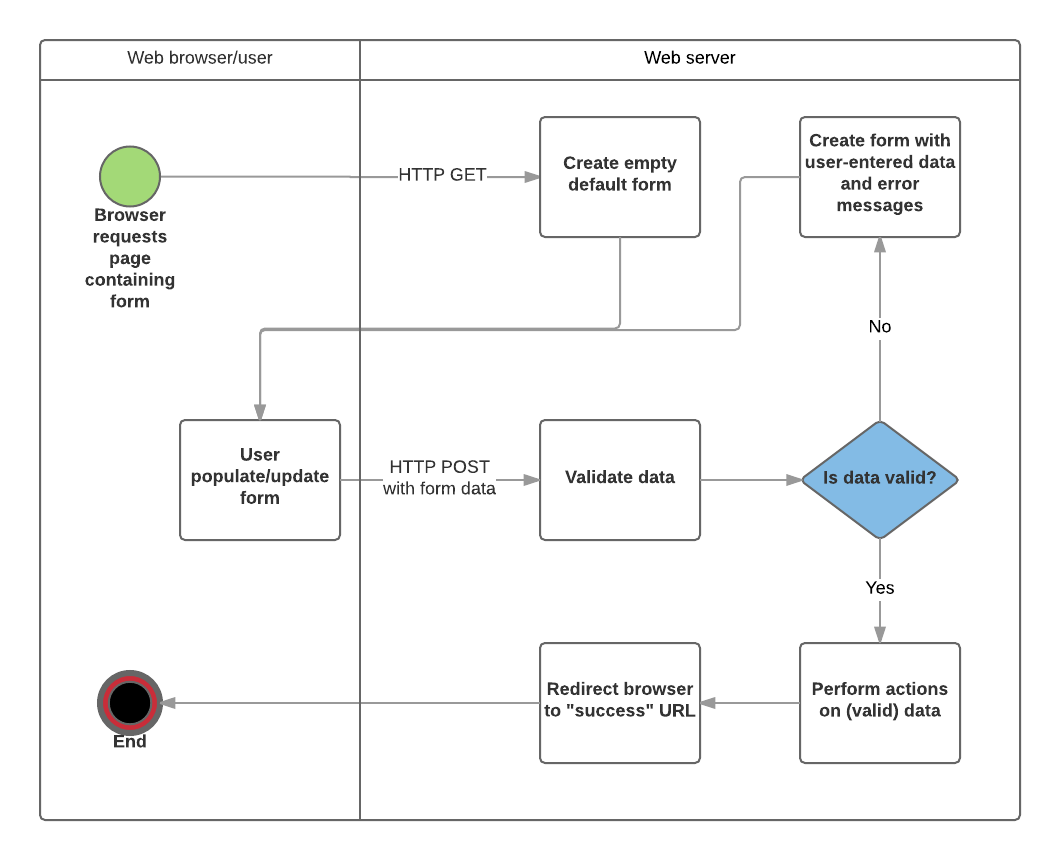 Web browser/user
Web server
HTTP GET
Create empty
default form
Create form with
user-entered data
and error
messages
Browser
requests
page
containing
form
No
User
populate/update
form
HTTP POST
with form data
Validate data
Is data valid?
Yes
End
Redirect browser
to "success" URL
Perform actions
on (valid) data